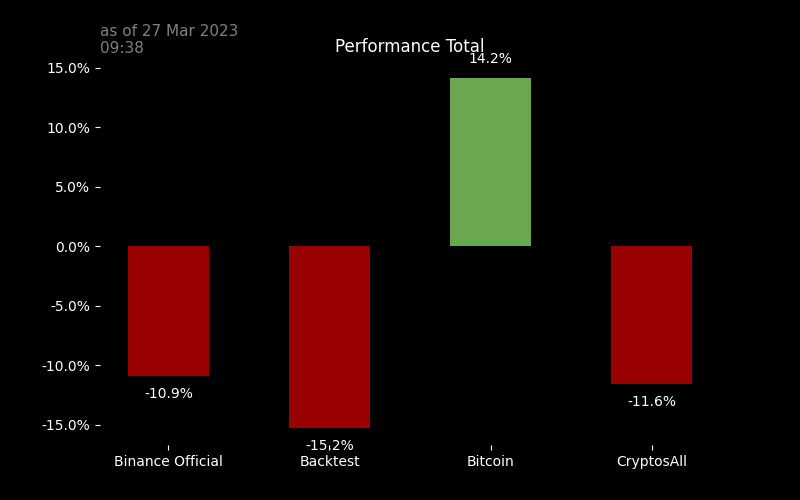 as of 27 Mar 2023
09:38
Performance Total
15.0%
10.0%
5.0%
0.0%
-5.0%
-10.0%
-15.0%
-10.9%
-15.2%
14.2%
-11.6%
Binance Official
Backtest
Bitcoin
CryptosAll